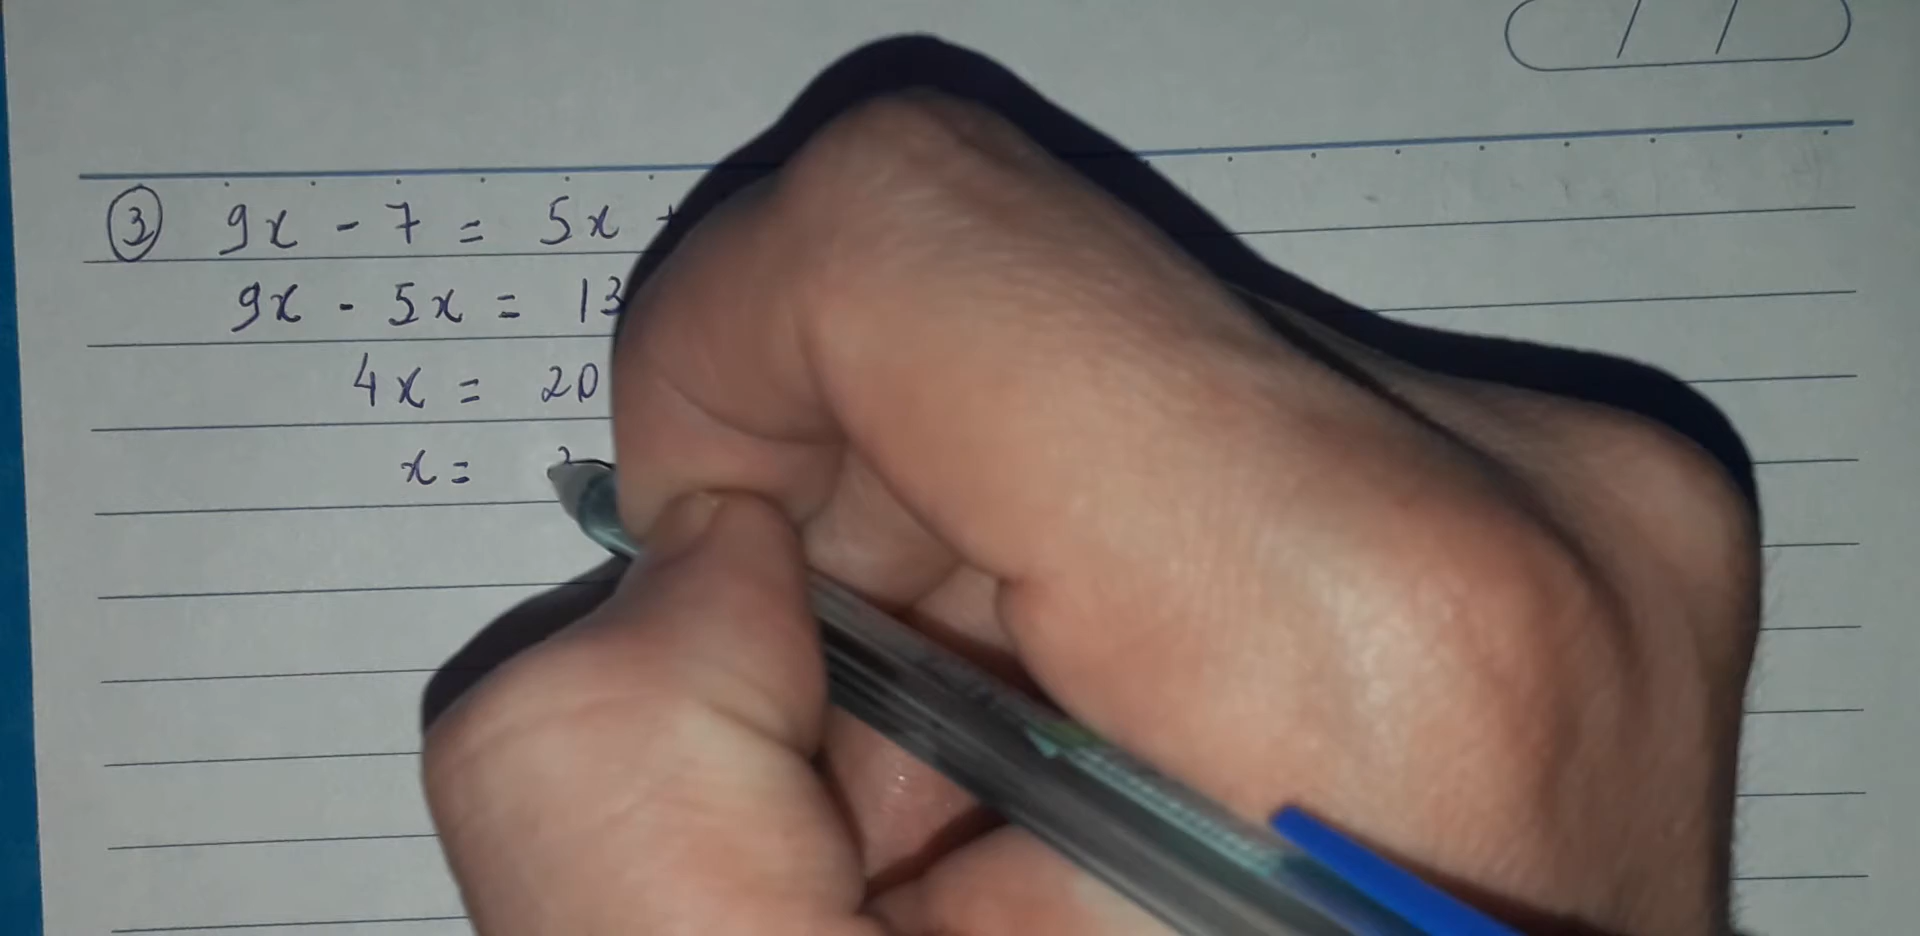 ③ 9x - 7 = 5x +
9x - 5x = 13
4x = 20
x =